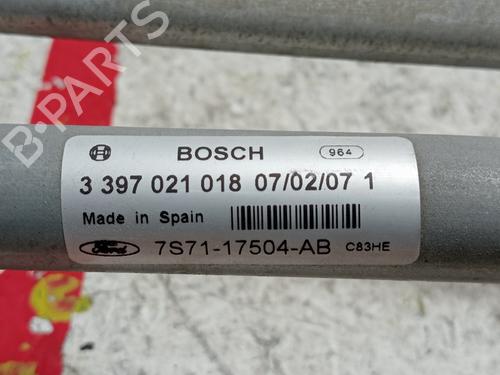 B-PARTS
BOSCH 964
3 397 021 018 07/02/07 1
Made in Spain
7S71-17504-AB C83HE